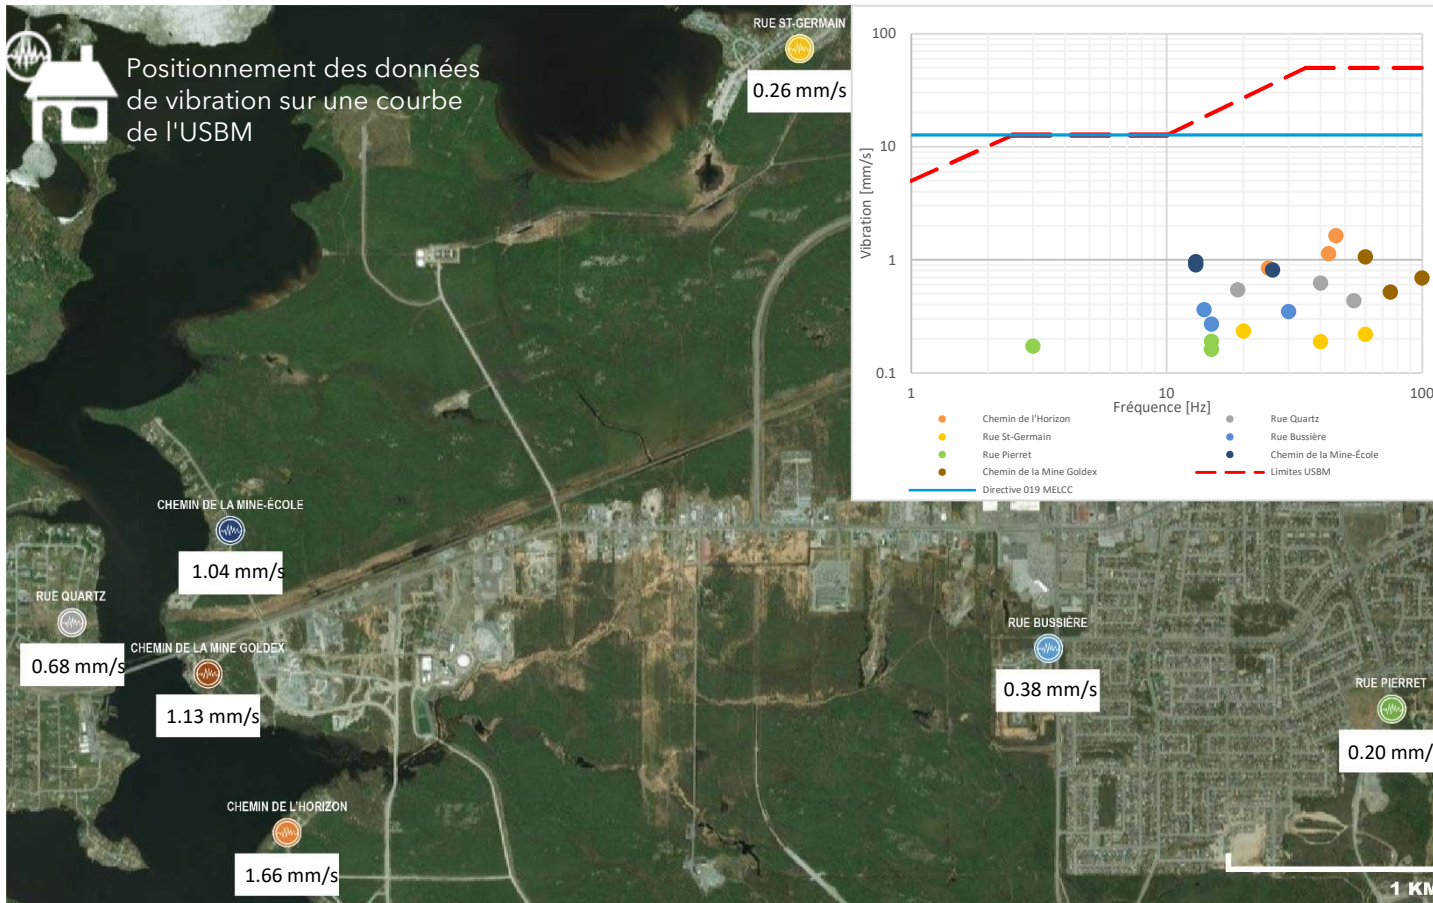 Positionnement des données
de vibration sur une courbe
de l'USBM
RUE ST-GERMAIN
0.26 mm/s
100
10
1
0.1
Vibration [mm/s]
1
10
100
Fréquence [Hz]
Chemin de l'Horizon
Rue Quartz
Rue St-Germain
Rue Bussière
Rue Pierret
Chemin de la Mine-École
Chemin de la Mine Goldex
Limites USBM
Directive 019 MELCC
CHEMIN DE LA MINE-ÉCOLE
1.04 mm/s
RUE QUARTZ
0.68 mm/s
CHEMIN DE LA MINE GOLDEX
1.13 mm/s
RUE BUSSIÈRE
0.38 mm/s
RUE PIERRET
0.20 mm/
CHEMIN DE L'HORIZON
1.66 mm/s
1 KM